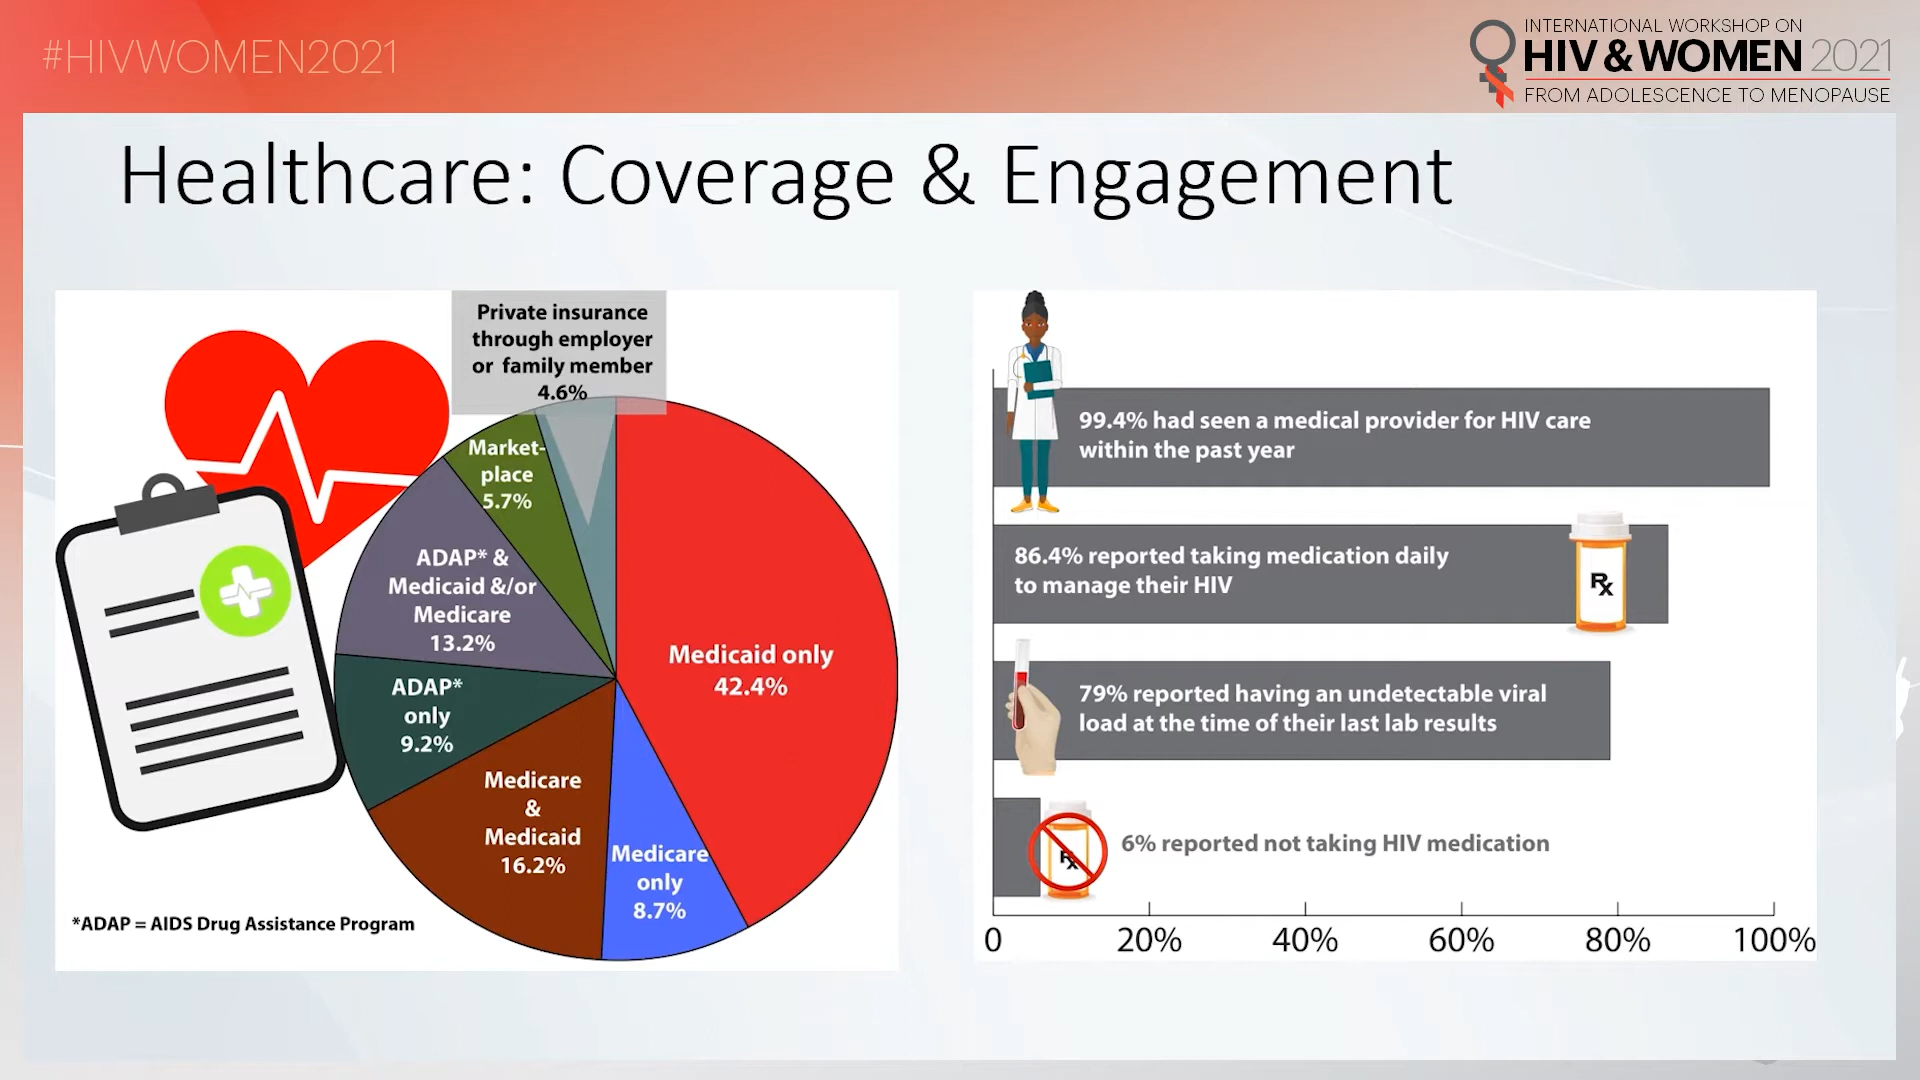 #HIVWOMEN2021
INTERNATIONAL WORKSHOP ON
HIV & WOMEN 2021
FROM ADOLESCENCE TO MENOPAUSE
Healthcare: Coverage & Engagement
Private insurance
through employer
or family member
4.6%
Market-
place
5.7%
ADAP* &
Medicaid &/or
Medicare
13.2%
ADAP*
only
9.2%
Medicare
&
Medicaid
16.2%
Medicare
only
8.7%
Medicaid only
42.4%
*ADAP = AIDS Drug Assistance Program
99.4% had seen a medical provider for HIV care
within the past year
86.4% reported taking medication daily
to manage their HIV
Rx
79% reported having an undetectable viral
load at the time of their last lab results
Rx
6% reported not taking HIV medication
0 20% 40% 60% 80% 100%